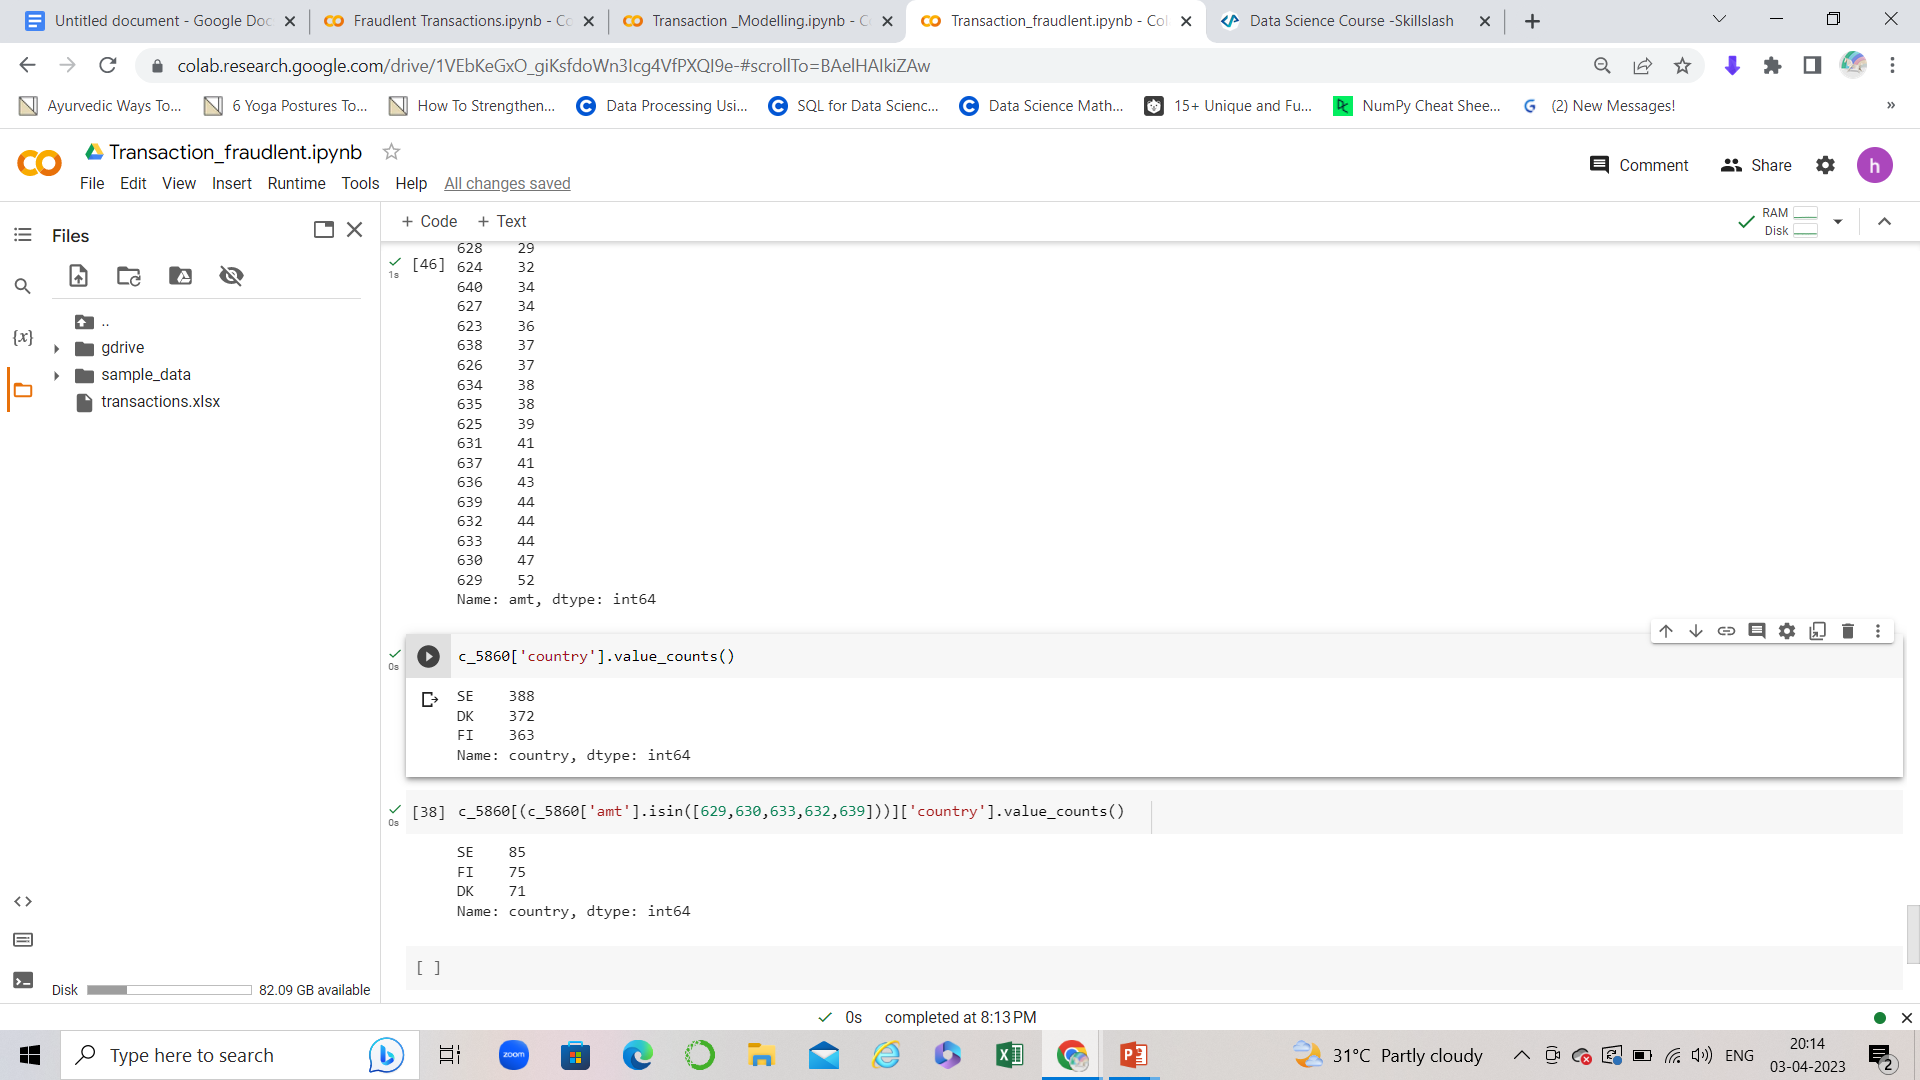 Untitled document - Google Doc
Fraudlent Transactions.ipynb - Co
Transaction _Modelling.ipynb - C
Transaction_fraudlent.ipynb - Col
Data Science Course -Skillslash
colab.research.google.com/drive/1VEbKeGxO_giKsfdoWn3Icg4VfPXQI9e-#scrollTo=BAelHAIkiZAw
Ayurvedic Ways To...
6 Yoga Postures To...
How To Strengthen...
Data Processing Usi...
SQL for Data Scienc...
Data Science Math...
15+ Unique and Fu...
NumPy Cheat Shee...
(2) New Messages!
»
Transaction_fraudlent.ipynb
Comment
Share
h
File Edit View Insert Runtime Tools Help All changes saved
Files
+ Code + Text
RAM
Disk
..
gdrive
sample_data
transactions.xlsx
{x}
[46]
1s
628 29
624 32
640 34
627 34
623 36
638 37
626 37
634 38
635 38
625 39
631 41
637 41
636 43
639 44
632 44
633 44
630 47
629 52
Name: amt, dtype: int64
0s
c_5860['country'].value_counts()
SE 388
DK 372
FI 363
Name: country, dtype: int64
0s
[38] c_5860[(c_5860['amt'].isin([629,630,633,632,639]))]['country'].value_counts()
SE 85
FI 75
DK 71
Name: country, dtype: int64
[ ]
Disk 82.09 GB available
0s completed at 8:13 PM
Type here to search
zoom
31°C Partly cloudy
ENG
20:14
03-04-2023
2